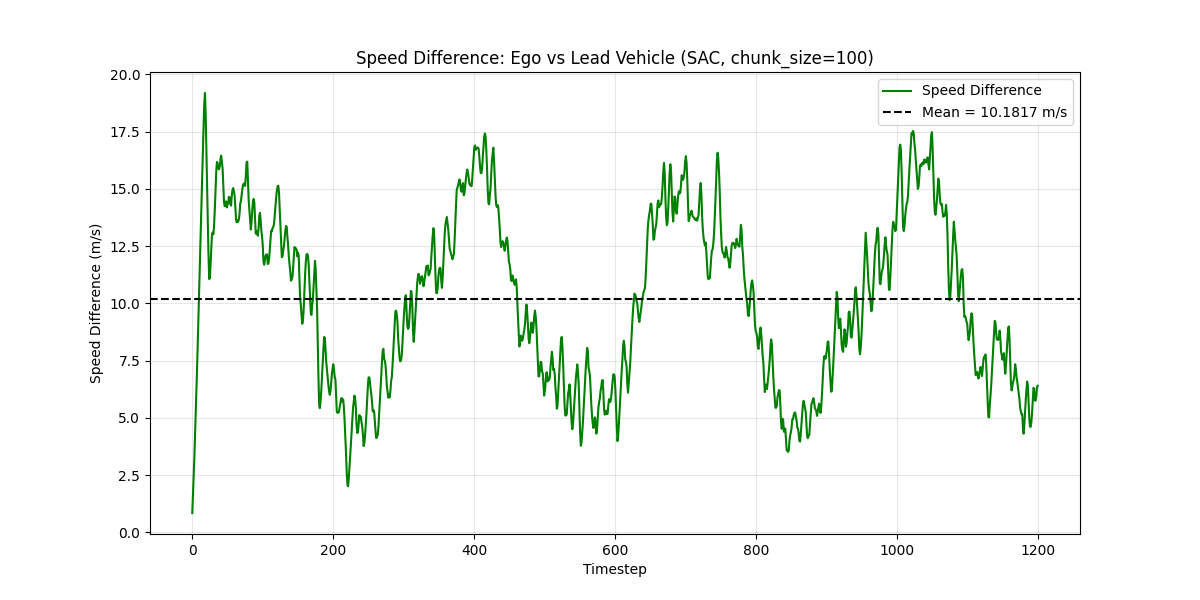 Speed Difference: Ego vs Lead Vehicle (SAC, chunk_size=100)
Speed Difference
Mean = 10.1817 m/s
Speed Difference (m/s)
20.0
17.5
15.0
12.5
10.0
7.5
5.0
2.5
0.0
0 200 400 600 800 1000 1200
Timestep